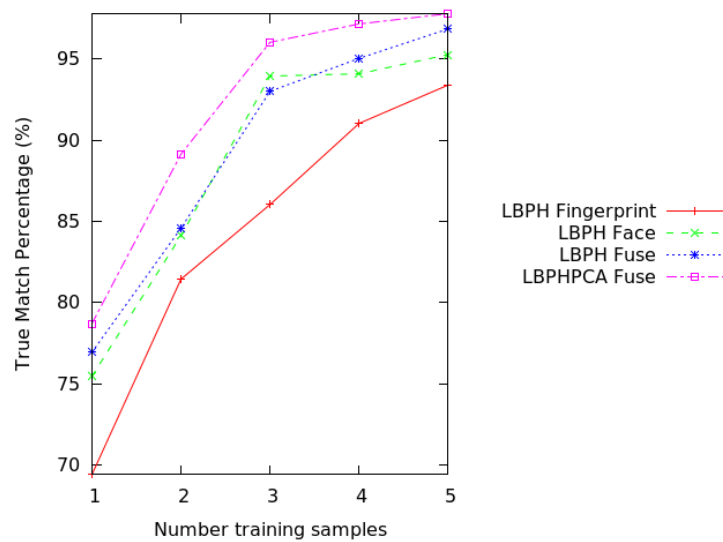 True Match Percentage (%)
95
90
85
80
75
70
1 2 3 4 5
Number training samples
LBPH Fingerprint
LBPH Face
LBPH Fuse
LBPHPCA Fuse